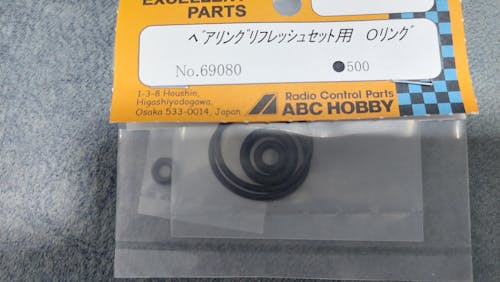 EXCELLENT
PARTS
ﾍﾞｱﾘﾝｸﾞﾘﾌﾚｯｼｭｾｯﾄ用 Oﾘﾝｸﾞ
No.69080 ●500
1-3-8 Houshin,
Higashiyodogawa,
Osaka 533-0014, Japan
Radio Control Parts
ABC HOBBY